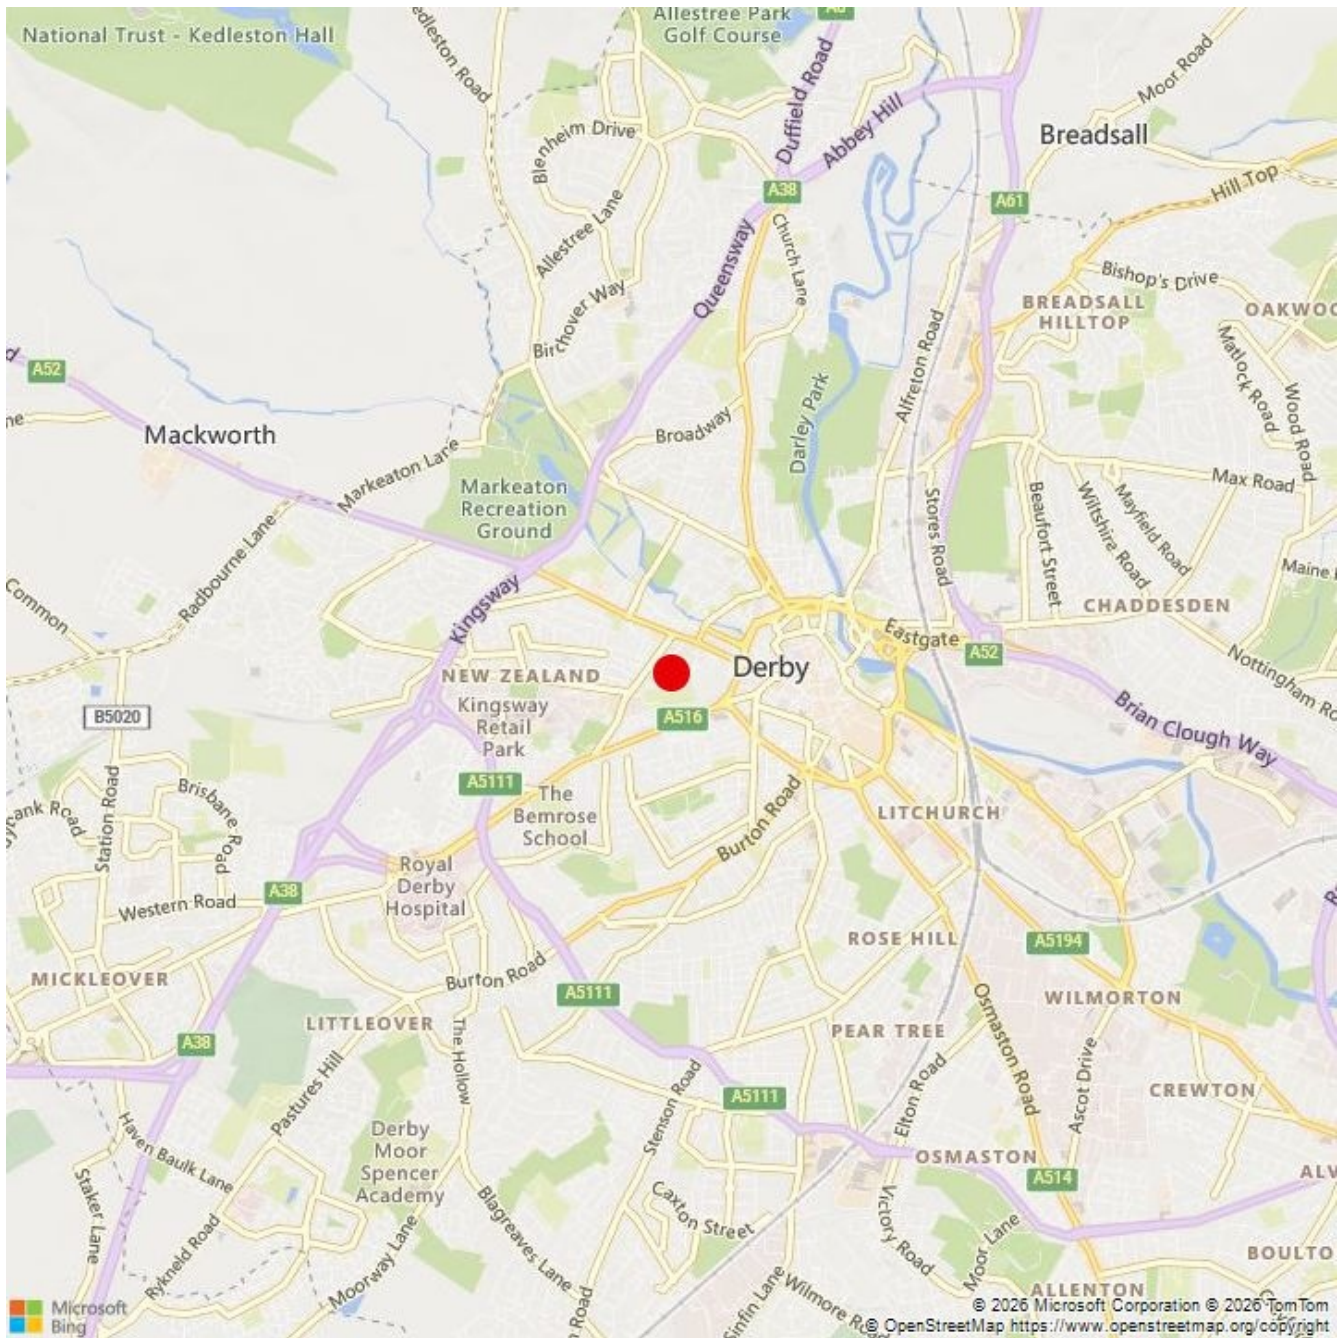 National Trust - Kedleston Hall
Kedleston Road
Allestree Park
Golf Course
Duffield Road
Abbey Hill
Moor Road
Breadsall
Blenheim Drive
A38
A61
Hill Top
Allestree Lane
Church Lane
Queensway
Bishop's Drive
BREADSALL
HILLTOP
Birchover Way
Alfreton Road
Matlock Road
Wood Road
A52
Darley Park
Broadway
Mackworth
Markeaton Lane
Markeaton
Recreation
Ground
Max Road
Stores Road
Beaufort Street
Wiltshire Road
Mayfield Road
Radbourne Lane
Common
Kingsway
CHADDESDEN
Eastgate
A52
Derby
NEW ZEALAND
Nottingham Ro
B5020
Kingsway
Retail
Park
A516
Brian Clough Way
A5111
The
Bemrose
School
Station Road
Brisbane Road
Burton Road
LITCHURCH
Royal
Derby
Hospital
A38
Western Road
ROSE HILL
A5194
MICKLEOVER
Burton Road
A5111
WILMORTON
LITTLEOVER
The Hollow
PEAR TREE
Osmaston Road
A38
Pastures Hill
Stenson Road
A5111
Elton Road
Ascot Drive
CREWTON
Haven Baulk Lane
Derby
Moor
Spencer
Academy
OSMASTON
A514
ALV
Staker Lane
Blagreaves Lane
Caxton Street
Victory Road
Moor Lane
Rykneld Road
Moorway Lane
BOULTO
Sinfin Lane
Wilmore Road
ALLENTON
Microsoft
Bing
© 2026 Microsoft Corporation © 2026 TomTom
© OpenStreetMap https://www.openstreetmap.org/copyright